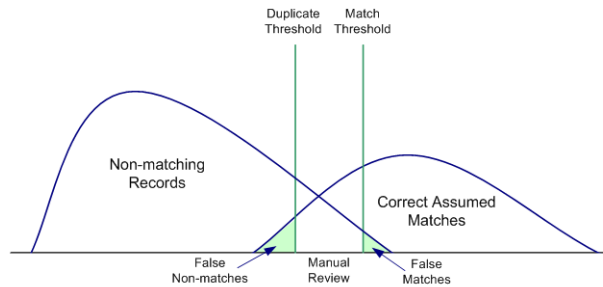 Duplicate
Threshold
Match
Threshold
Non-matching
Records
Correct Assumed
Matches
False
Non-matches
Manual
Review
False
Matches